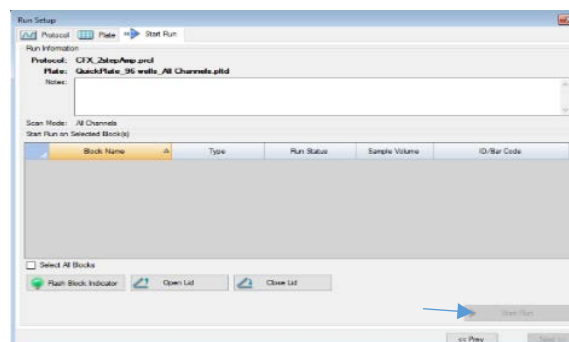 Run Setup
Protocol Plate Start Run
Run Information
Protocol: CFX_2stepAmp.prcl
Plate: QuickPlate_96 wells_All Channels.pltd
Notes:
Scan Mode: All Channels
Start Run on Selected Block(s)
Block Name Type Run Status Sample Volume ID/Bar Code
Select All Blocks
Flash Block Indicator Open Lid Close Lid
Start Run
<< Prev Next >>